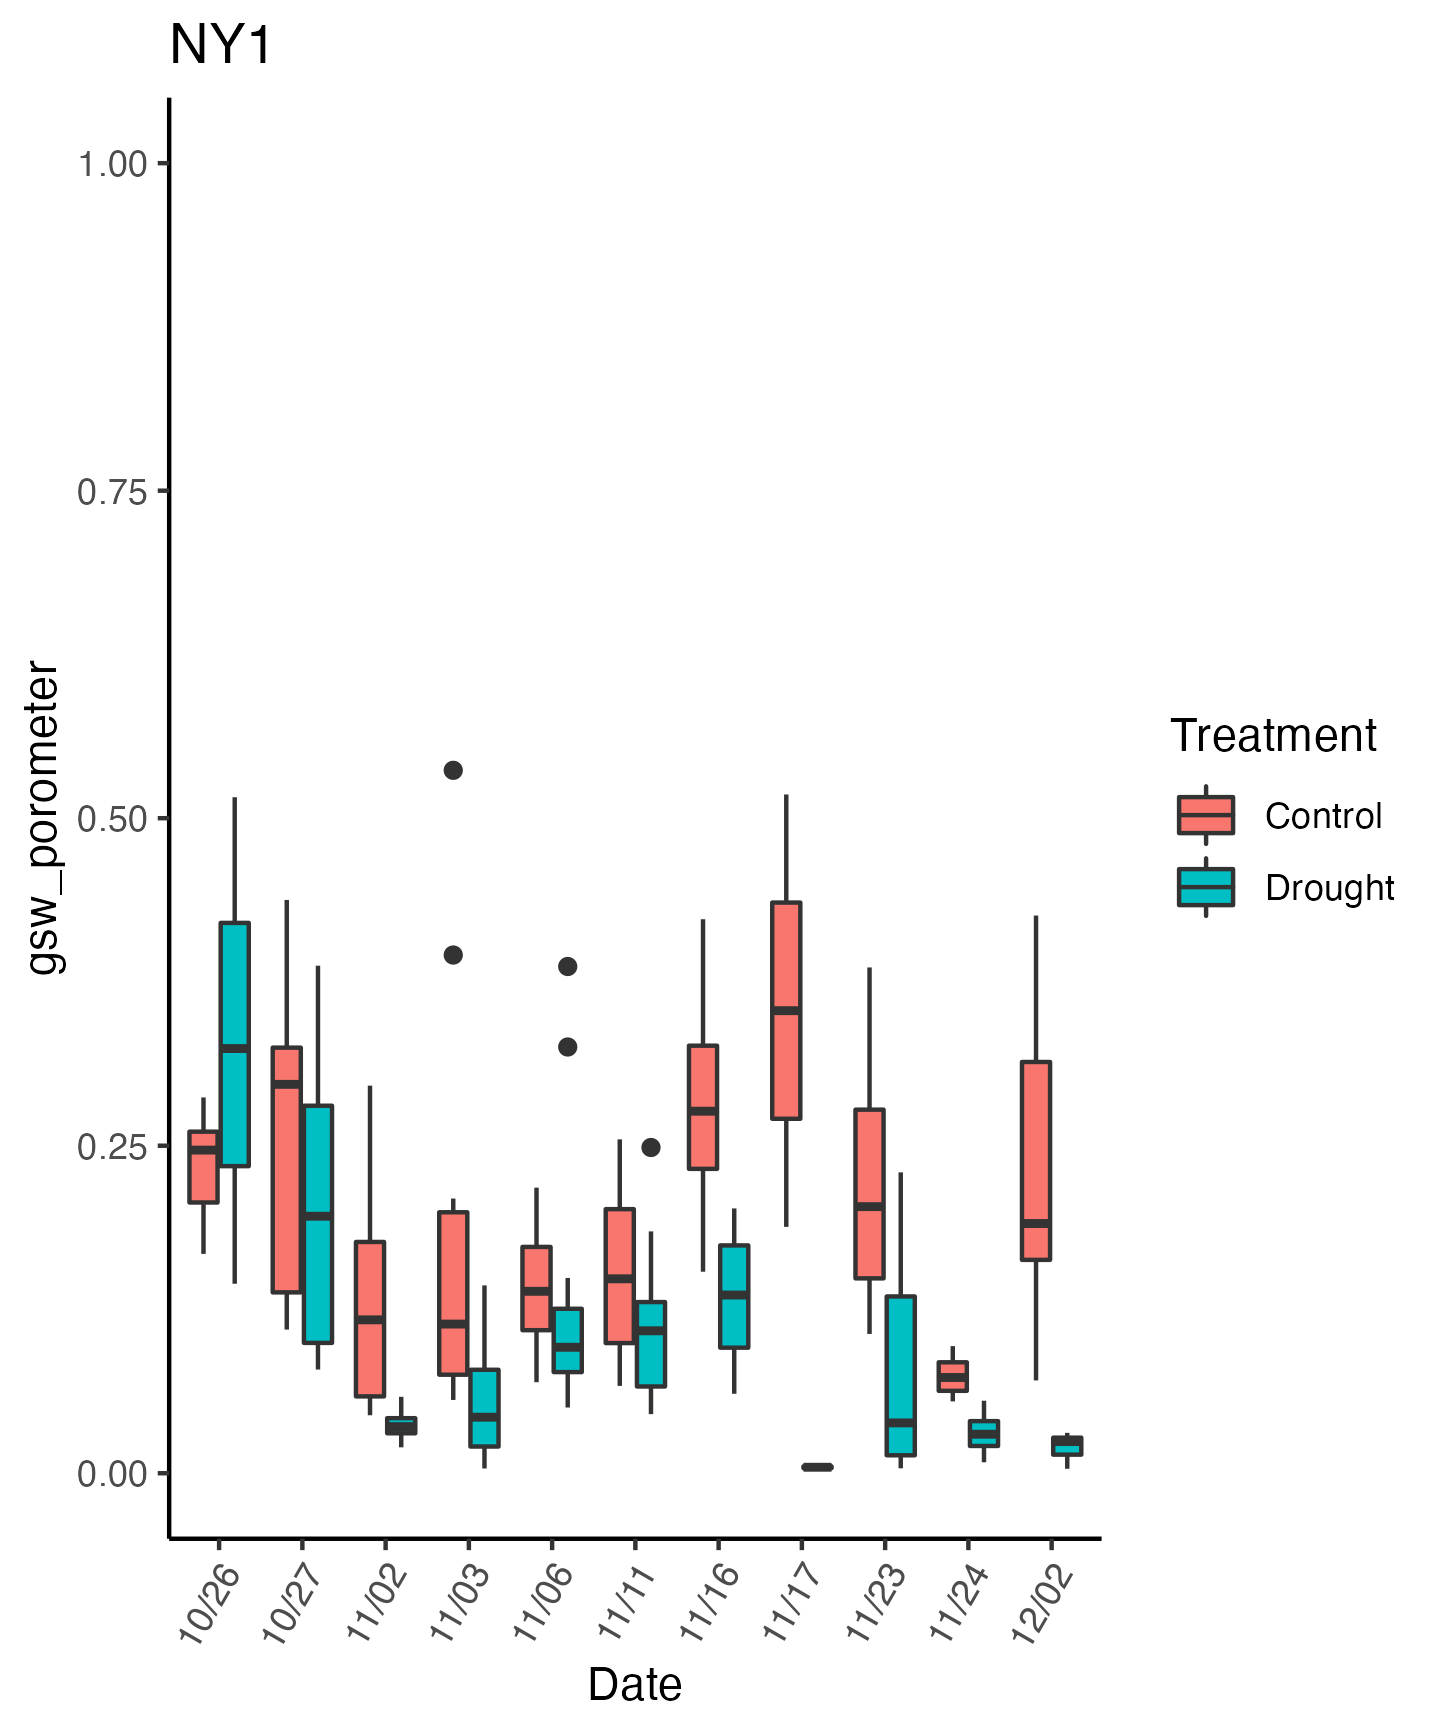 NY1
1.00
0.75
0.50
0.25
0.00
gsw_porometer
10/26
10/27
11/02
11/03
11/06
11/11
11/16
11/17
11/23
11/24
12/02
Date
Treatment
Control
Drought